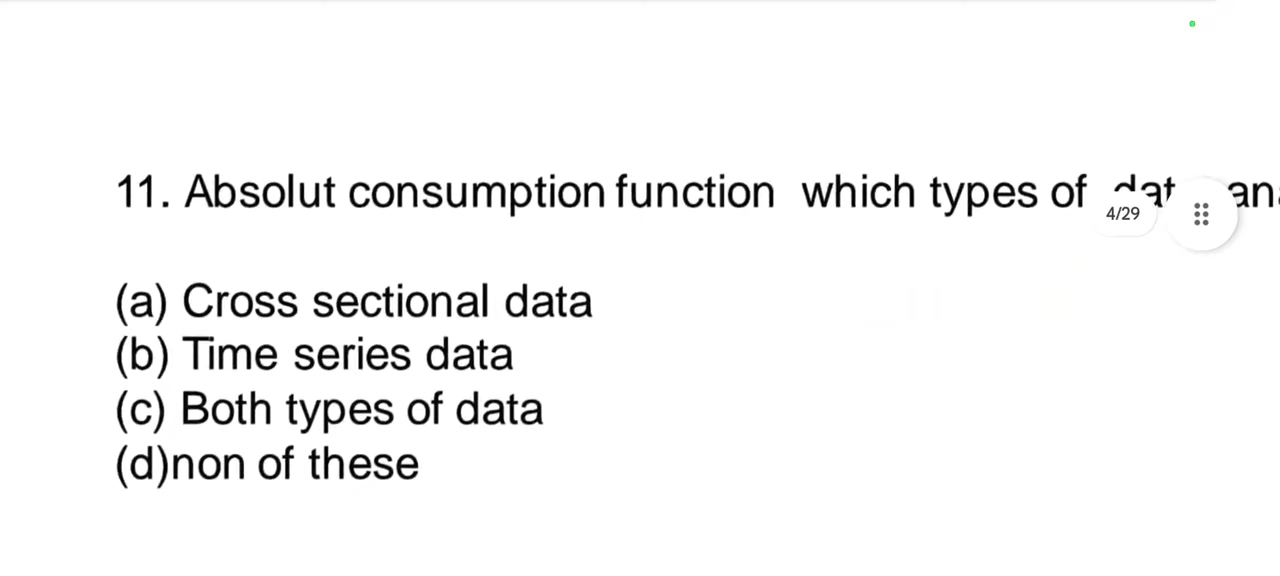 11. Absolut consumption function which types of
4/29
(a) Cross sectional data
(b) Time series data
(c) Both types of data
(d)non of these